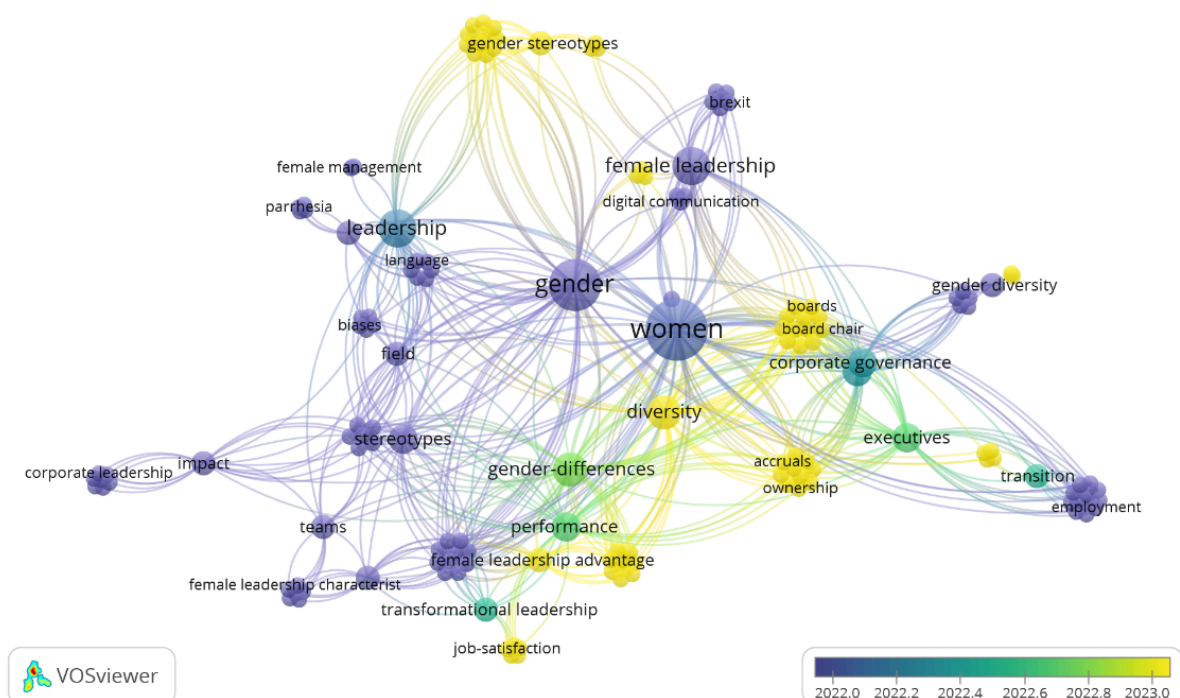 gender stereotypes
brexit
female management
female leadership
digital communication
parrhesia
leadership
language
gender
gender diversity
boards
women
board chair
biases
field
corporate governance
diversity
stereotypes
executives
corporate leadership
impact
gender-differences
accruals
ownership
transition
employment
teams
performance
female leadership advantage
female leadership characterist
transformational leadership
job-satisfaction
VOSviewer
2022.0 2022.2 2022.4 2022.6 2022.8 2023.0